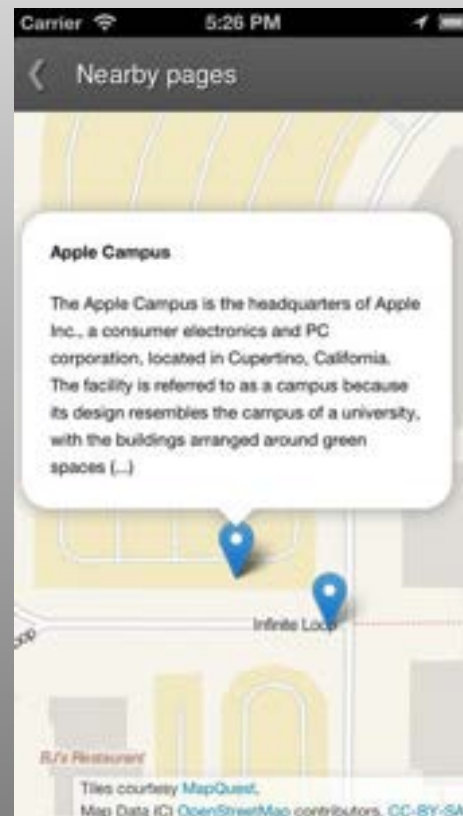 Carrier 5:26 PM
Nearby pages
Apple Campus
The Apple Campus is the headquarters of Apple
Inc., a consumer electronics and PC
corporation, located in Cupertino, California.
The facility is referred to as a campus because
its design resembles the campus of a university,
with the buildings arranged around green
spaces (...)
Infinite Loop
oop
BJ's Restaurant
Tiles courtesy MapQuest,
Map Data (C) OpenStreetMap contributors, CC-BY-SA